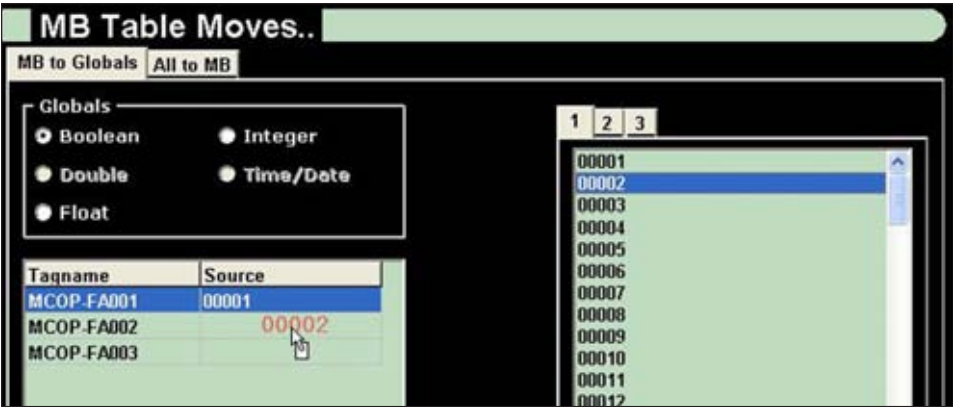 MB Table Moves..
MB to Globals All to MB
Globals
Boolean Integer
Double Time/Date
Float
Tagname Source
MCOP-FA001 00001
MCOP-FA002 00002
MCOP-FA003
1 2 3
00001
00002
00003
00004
00005
00006
00007
00008
00009
00010
00011
00012